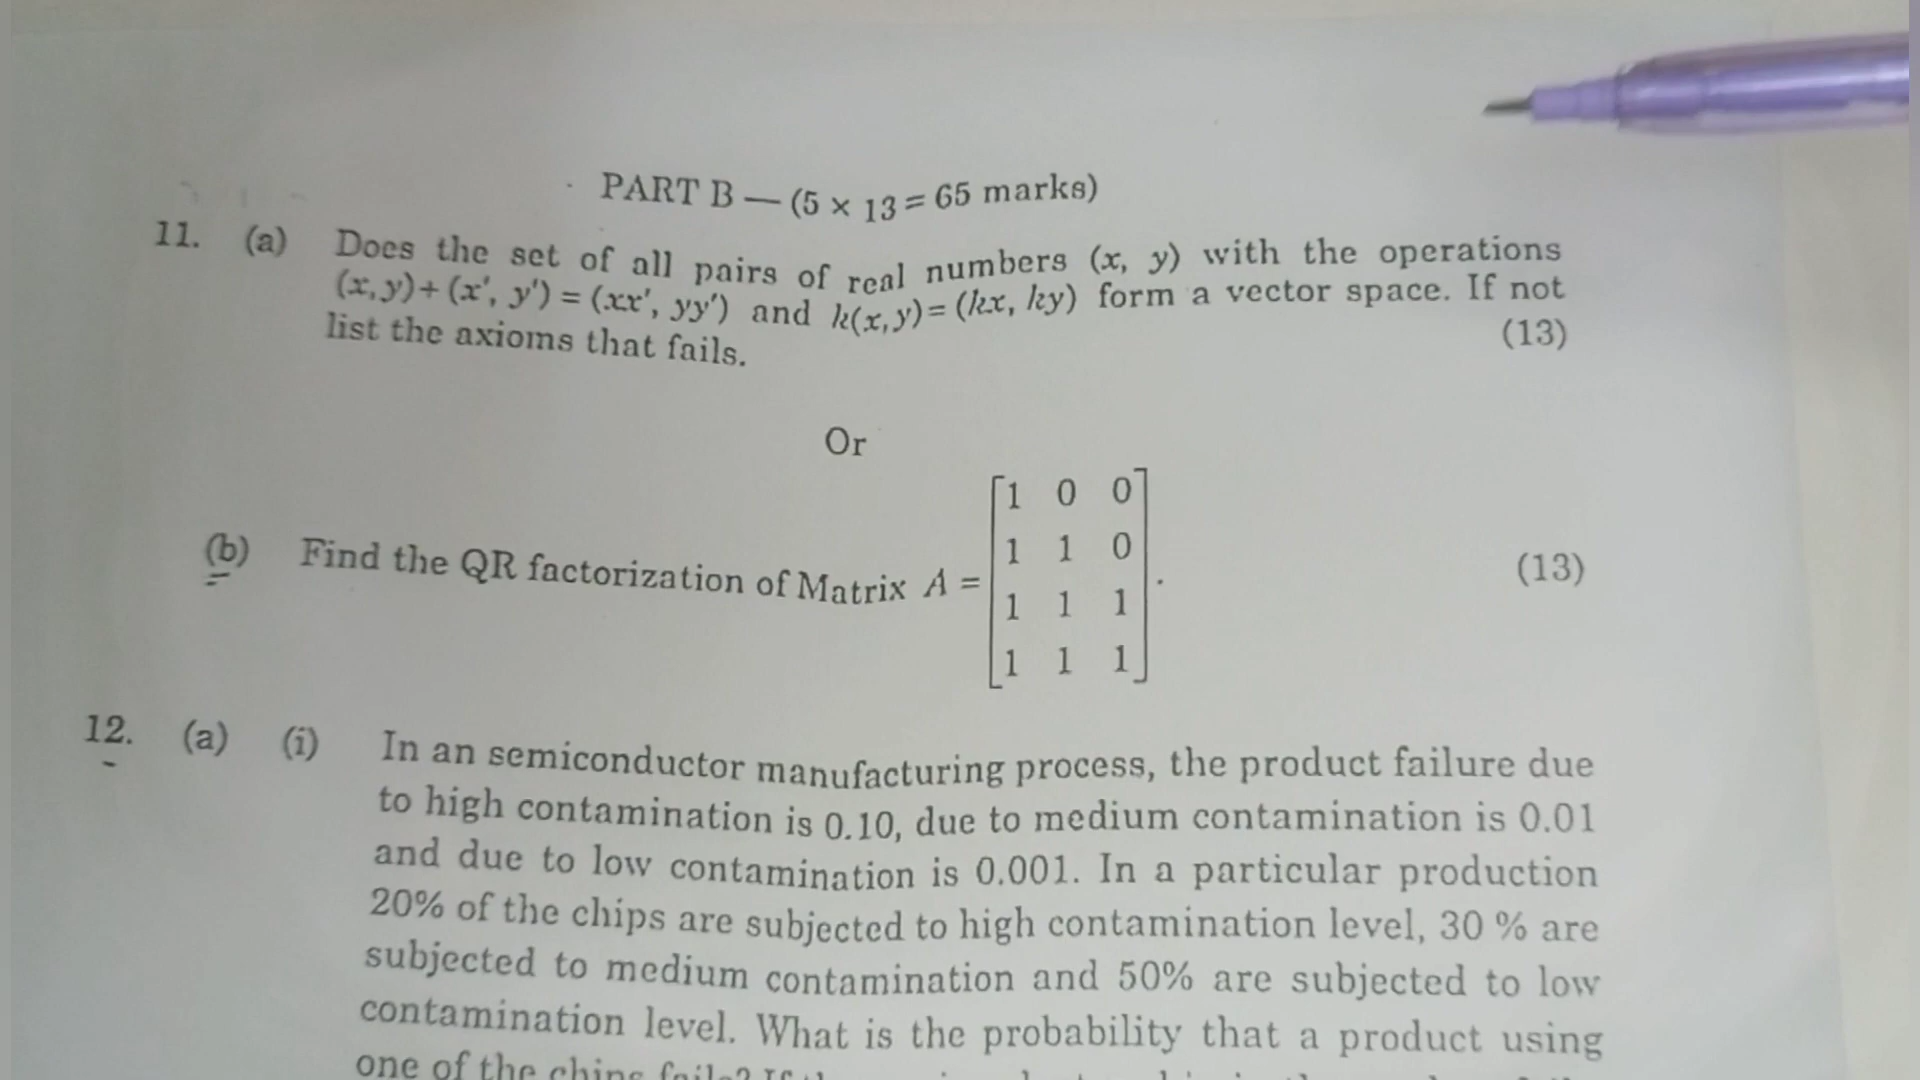 PART B — (5 × 13 = 65 marks)
11. (a) Does the set of all pairs of real numbers (x, y) with the operations
(x,y)+(x', y') = (xx', yy') and k(x,y)= (kx, ky) form a vector space. If not
list the axioms that fails. (13)
Or
(b) Find the QR factorization of Matrix A = [1 0 0
1 1 0
1 1 1
1 1 1]. (13)
12. (a) (i) In an semiconductor manufacturing process, the product failure due
to high contamination is 0.10, due to medium contamination is 0.01
and due to low contamination is 0.001. In a particular production
20% of the chips are subjected to high contamination level, 30 % are
subjected to medium contamination and 50% are subjected to low
contamination level. What is the probability that a product using
one of the chips fails?